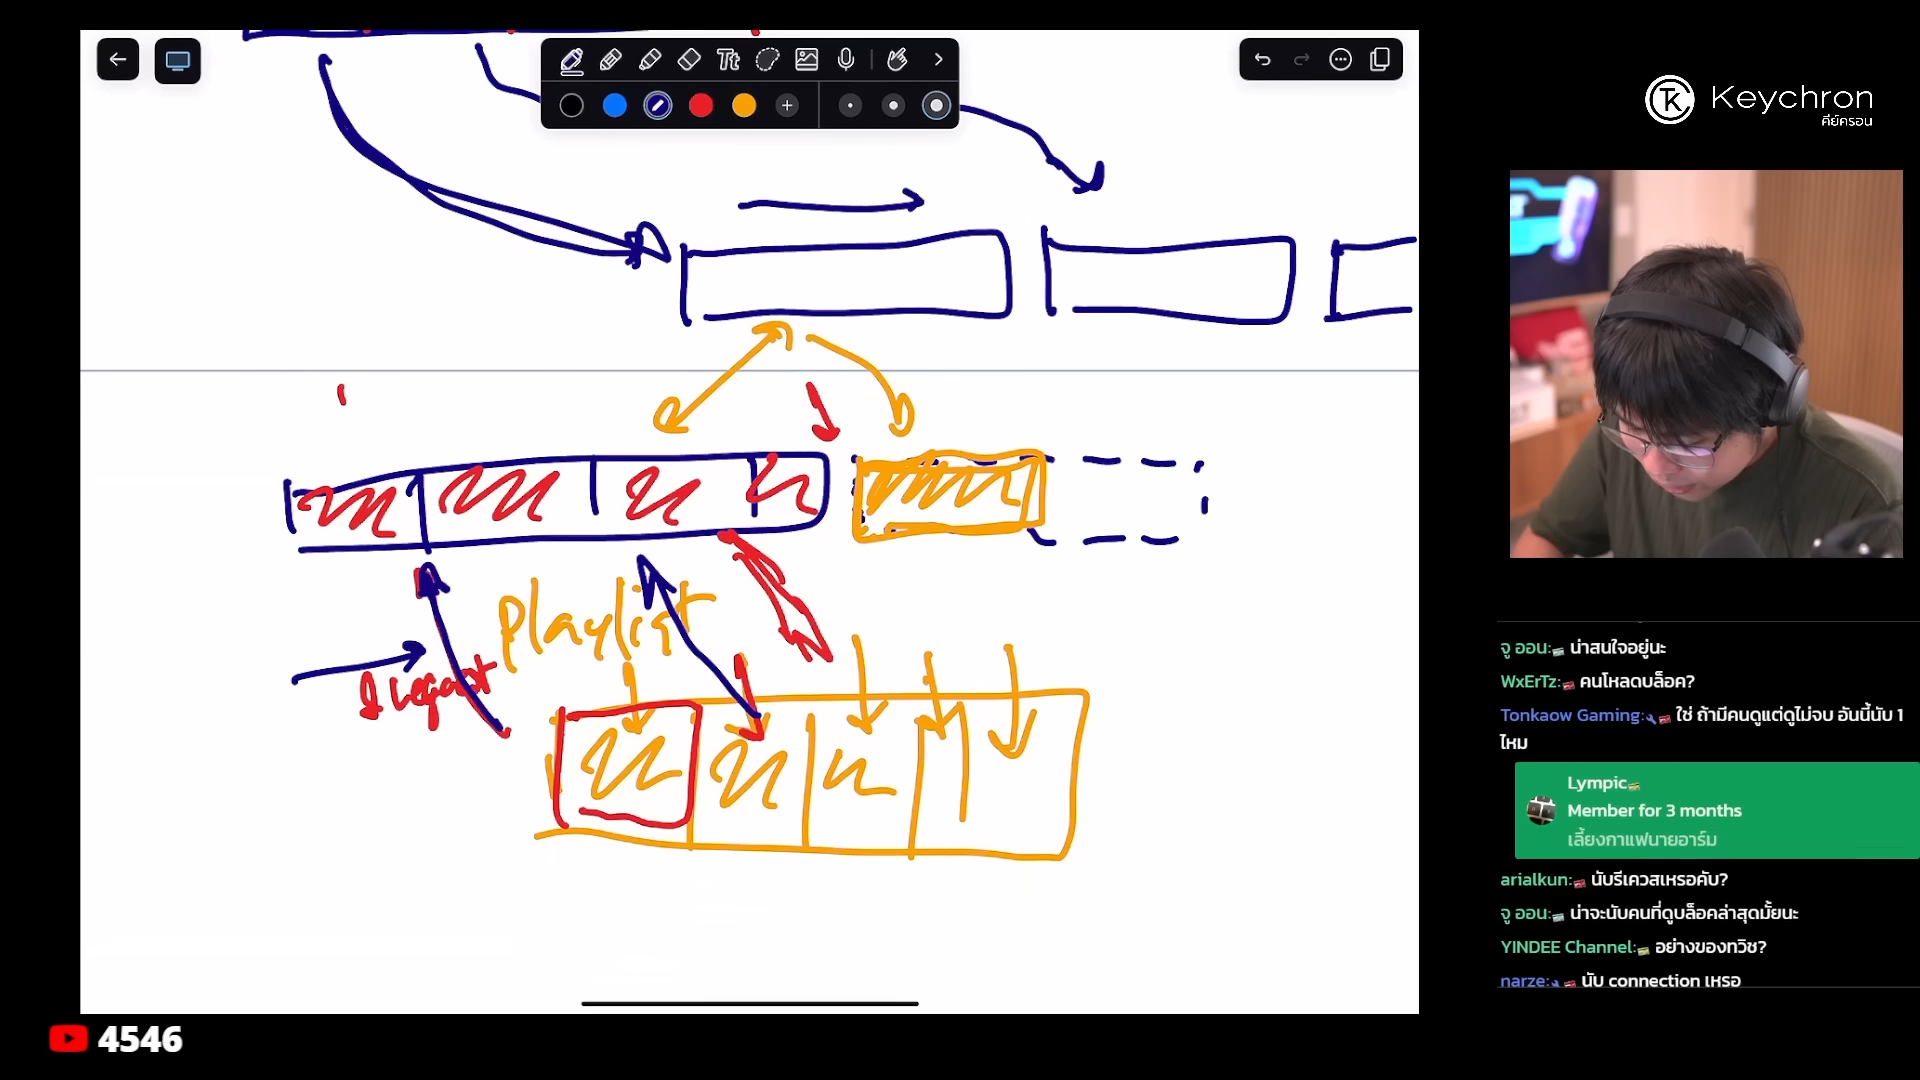 Tt
TK Keychron
คีย์ครอน
playlist
จู ออน: น่าสนใจอยู่นะ
WxErTz: คนโหลดบล็อค?
Tonkaow Gaming: ใช่ ถ้ามีคนดูแต่ดูไม่จบ อันนี้นับ 1
ไหม
Lympic
Member for 3 months
เลี้ยงกาแฟนายอาร์ม
arialkun: นับรีเควสเหรอคับ?
จู ออน: น่าจะนับคนที่ดูบล็อคล่าสุดมั้ยนะ
YINDEE Channel: อย่างของทวิช?
narze: นับ connection เหรอ
4546